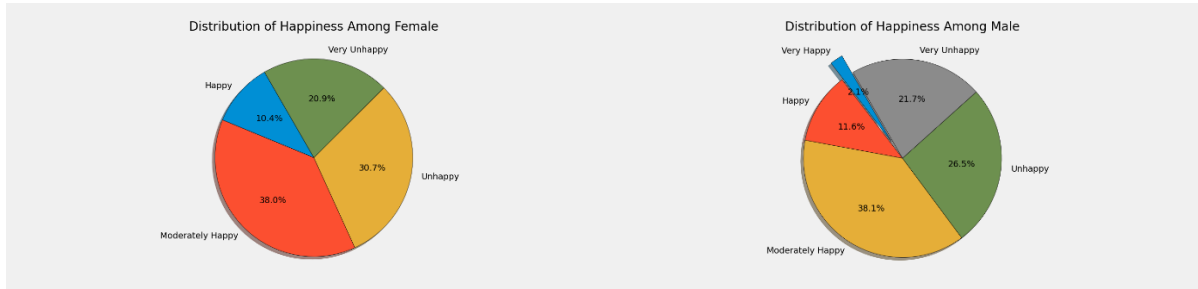 Distribution of Happiness Among Female
Very Unhappy
Happy
20.9%
10.4%
30.7%
Unhappy
38.0%
Moderately Happy
Distribution of Happiness Among Male
Very Happy
Very Unhappy
2.1%
21.7%
Happy
11.6%
26.5%
Unhappy
38.1%
Moderately Happy